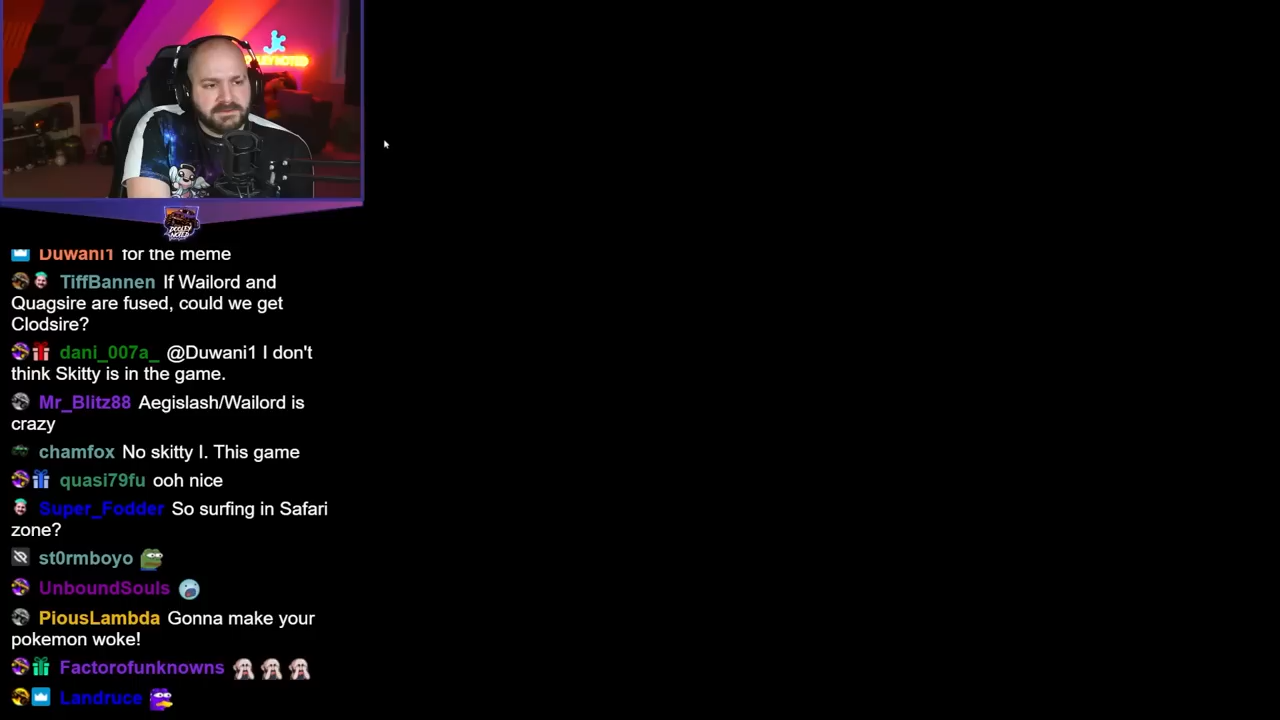 DOOLEY NOTED
Duwani1 for the meme
TiffBannen If Wailord and
Quagsire are fused, could we get
Clodsire?
dani_007a_ @Duwani1 I don't
think Skitty is in the game.
Mr_Blitz88 Aegislash/Wailord is
crazy
chamfox No skitty I. This game
quasi79fu ooh nice
Super_Fodder So surfing in Safari
zone?
st0rmboyo
UnboundSouls
PiousLambda Gonna make your
pokemon woke!
Factorofunknowns
Landruce